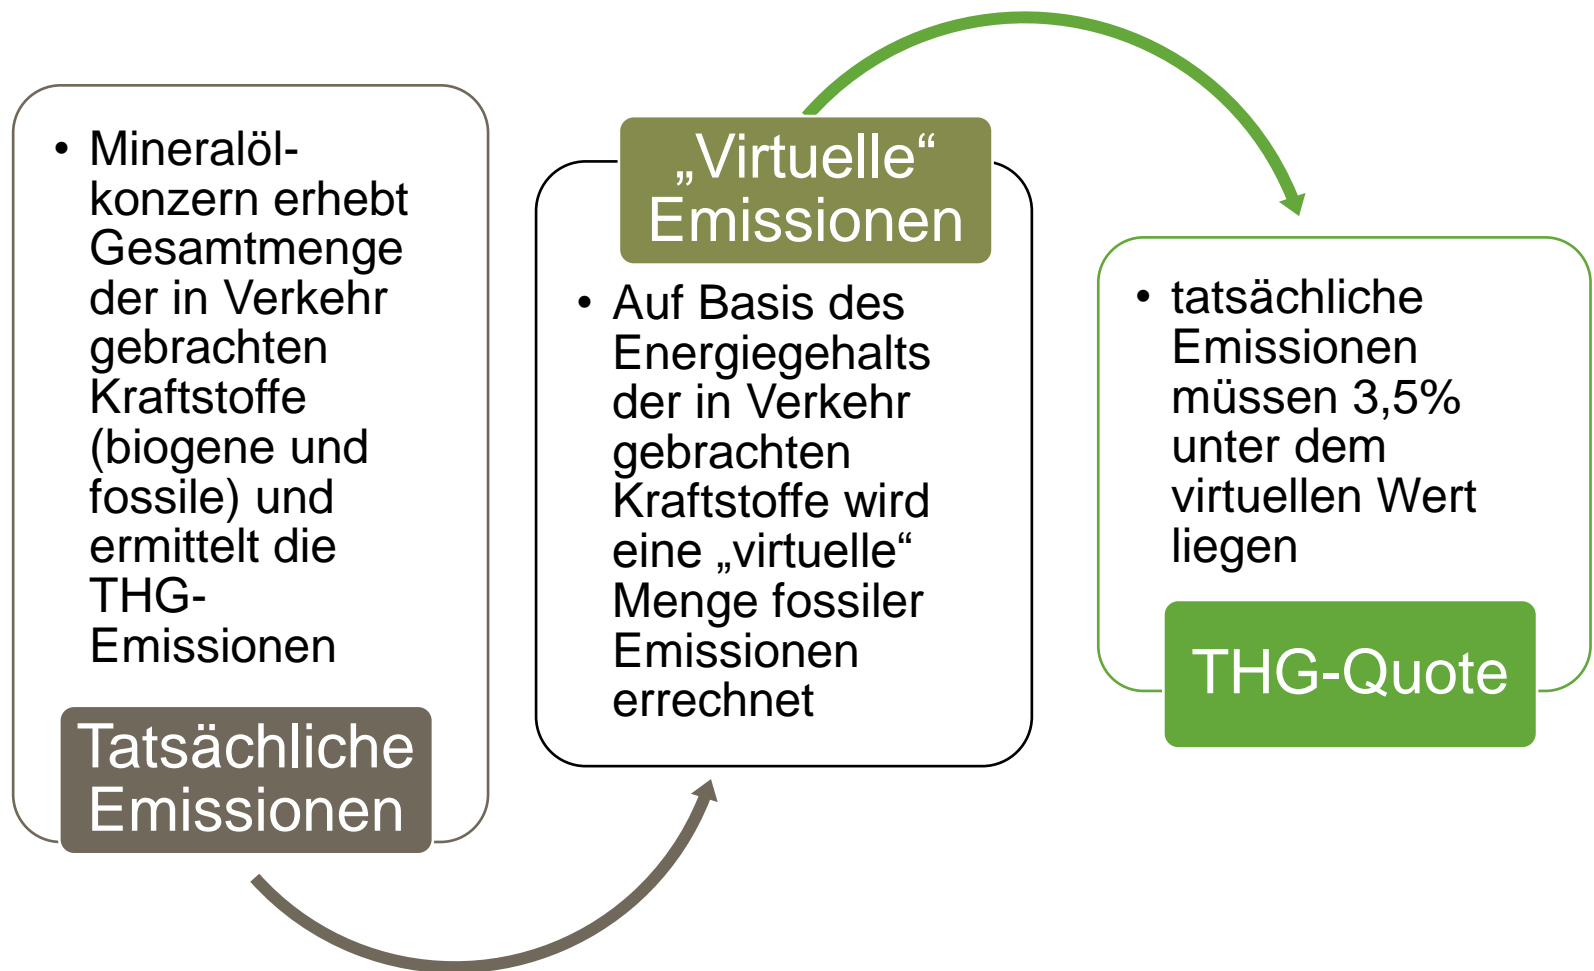 • Mineralöl-
konzern erhebt
Gesamtmenge
der in Verkehr
gebrachten
Kraftstoffe
(biogene und
fossile) und
ermittelt die
THG-
Emissionen
Tatsächliche
Emissionen
„Virtuelle“
Emissionen
• Auf Basis des
Energiegehalts
der in Verkehr
gebrachten
Kraftstoffe wird
eine „virtuelle“
Menge fossiler
Emissionen
errechnet
• tatsächliche
Emissionen
müssen 3,5%
unter dem
virtuellen Wert
liegen
THG-Quote